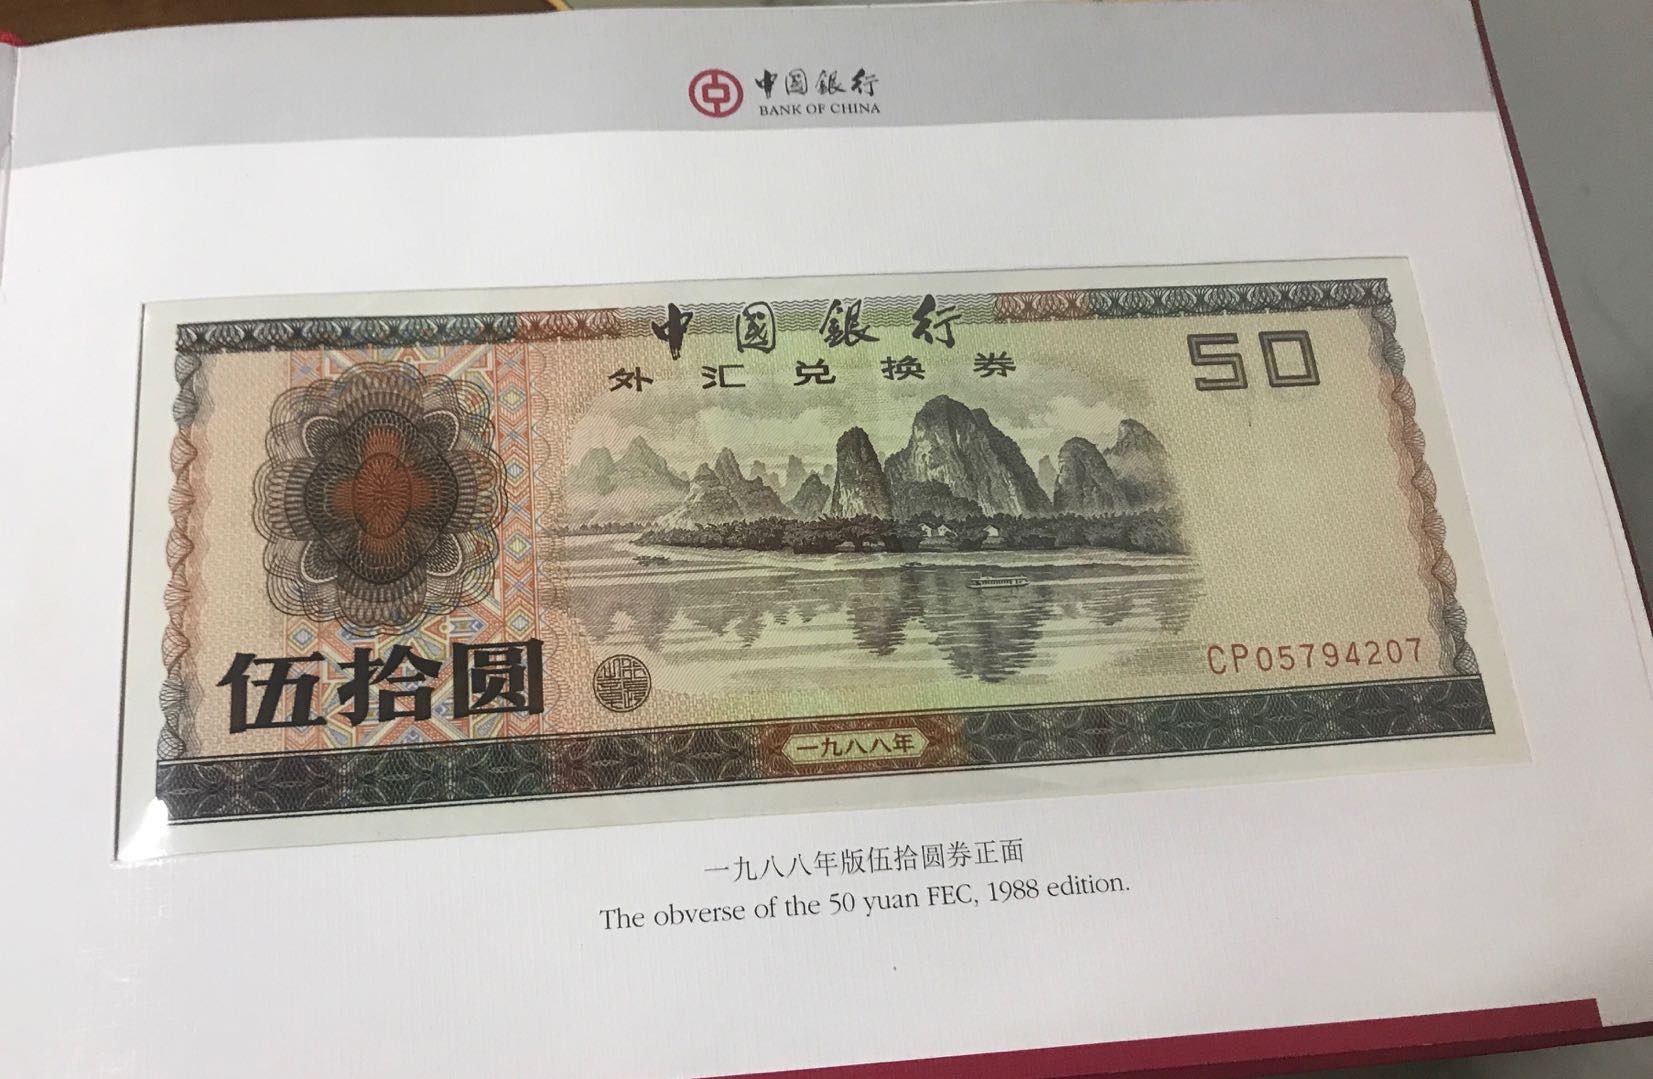 中國銀行
BANK OF CHINA
中國銀行
外汇兑换券
50
伍拾圆
CP05794207
一九八八年
一九八八年版伍拾圆券正面
The obverse of the 50 yuan FEC, 1988 edition.